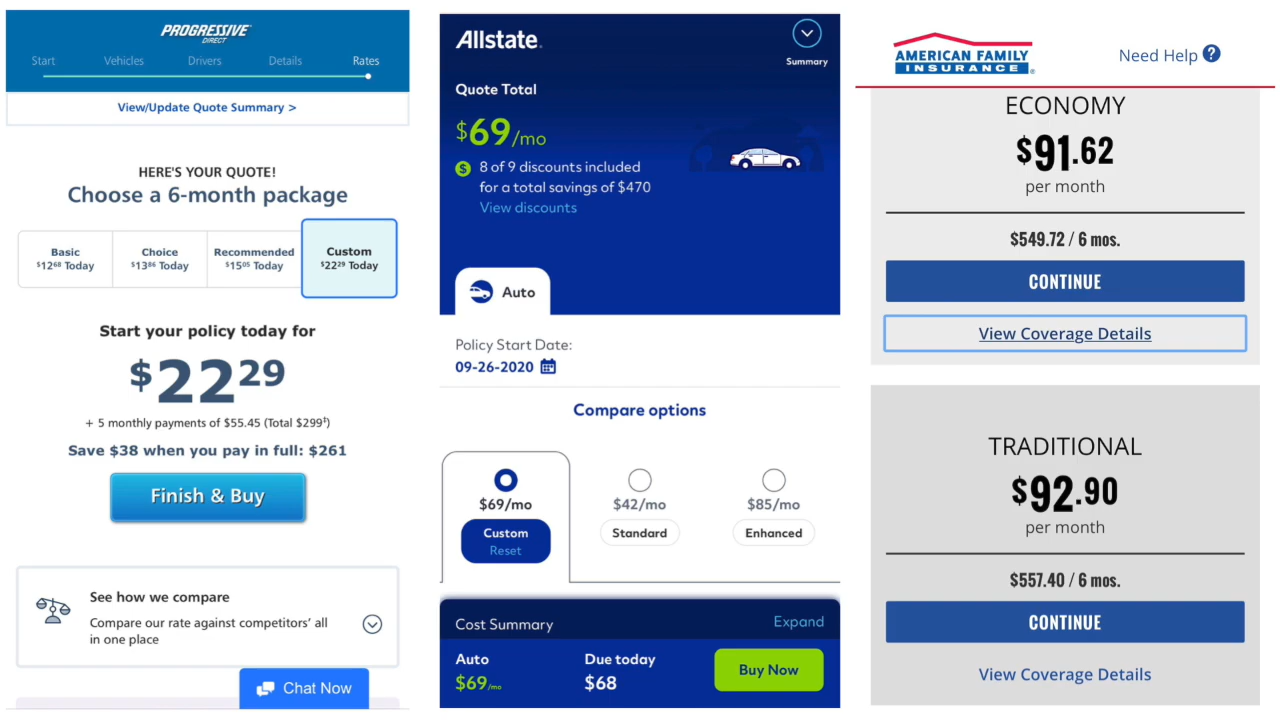 PROGRESSIVE
DIRECT
Start Vehicles Drivers Details Rates
View/Update Quote Summary >
HERE'S YOUR QUOTE!
Choose a 6-month package
Basic
$12⁶⁸ Today
Choice
$13⁸⁶ Today
Recommended
$15⁰⁵ Today
Custom
$22²⁹ Today
Start your policy today for
$22²⁹
+ 5 monthly payments of $55.45 (Total $299‡)
Save $38 when you pay in full: $261
Finish & Buy
See how we compare
Compare our rate against competitors' all
in one place
Chat Now
Allstate.
Summary
Quote Total
$69/mo
$
8 of 9 discounts included
for a total savings of $470
View discounts
Auto
Policy Start Date:
09-26-2020
Compare options
$69/mo
Custom
Reset
$42/mo
Standard
$85/mo
Enhanced
Cost Summary Expand
Auto
$69/mo
Due today
$68
Buy Now
AMERICAN FAMILY
INSURANCE®
Need Help ?
ECONOMY
$91.62
per month
$549.72 / 6 mos.
CONTINUE
View Coverage Details
TRADITIONAL
$92.90
per month
$557.40 / 6 mos.
CONTINUE
View Coverage Details